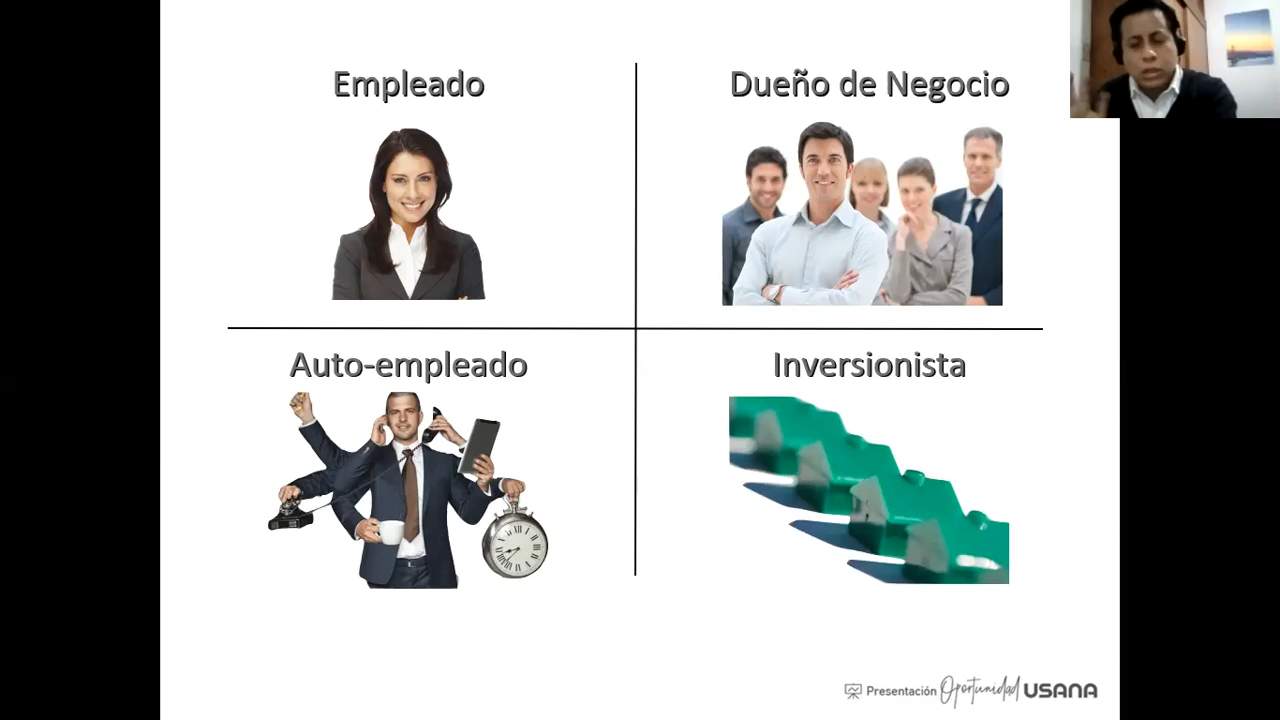 Empleado
Dueño de Negocio
Auto-empleado
Inversionista
Presentación Oportunidad USANA